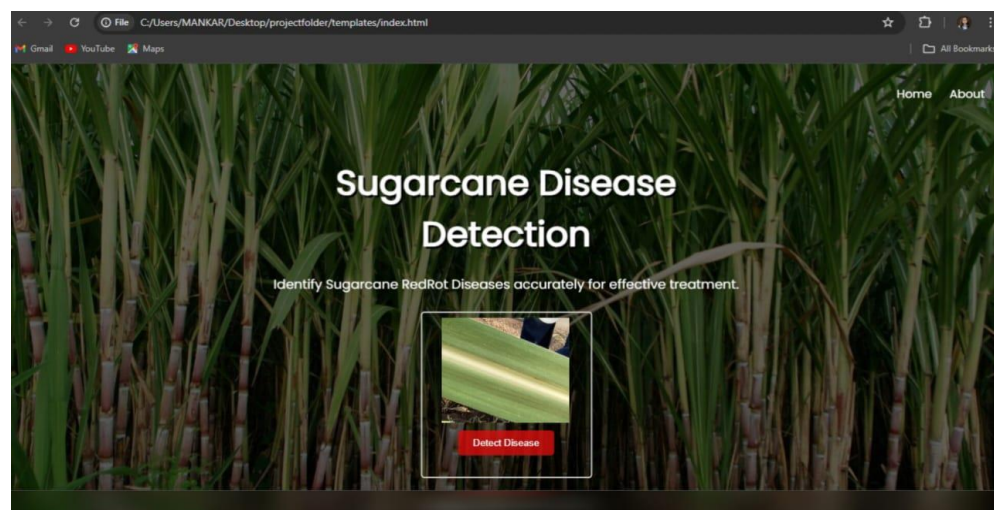 File C:/Users/MANKAR/Desktop/projectfolder/templates/index.html
Gmail YouTube Maps All Bookmarks
Home About
Sugarcane Disease
Detection
Identify Sugarcane RedRot Diseases accurately for effective treatment.
Detect Disease